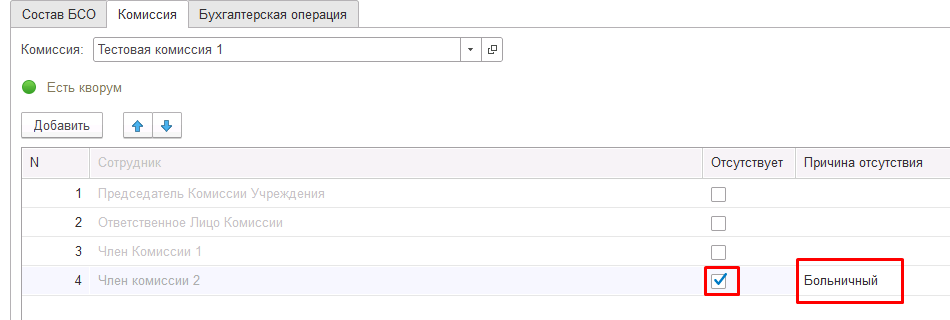 Состав БСО Комиссия Бухгалтерская операция
Комиссия: Тестовая комиссия 1
Есть кворум
Добавить
N Сотрудник Отсутствует Причина отсутствия
1 Председатель Комиссии Учреждения
2 Ответственное Лицо Комиссии
3 Член Комиссии 1
4 Член комиссии 2 Больничный